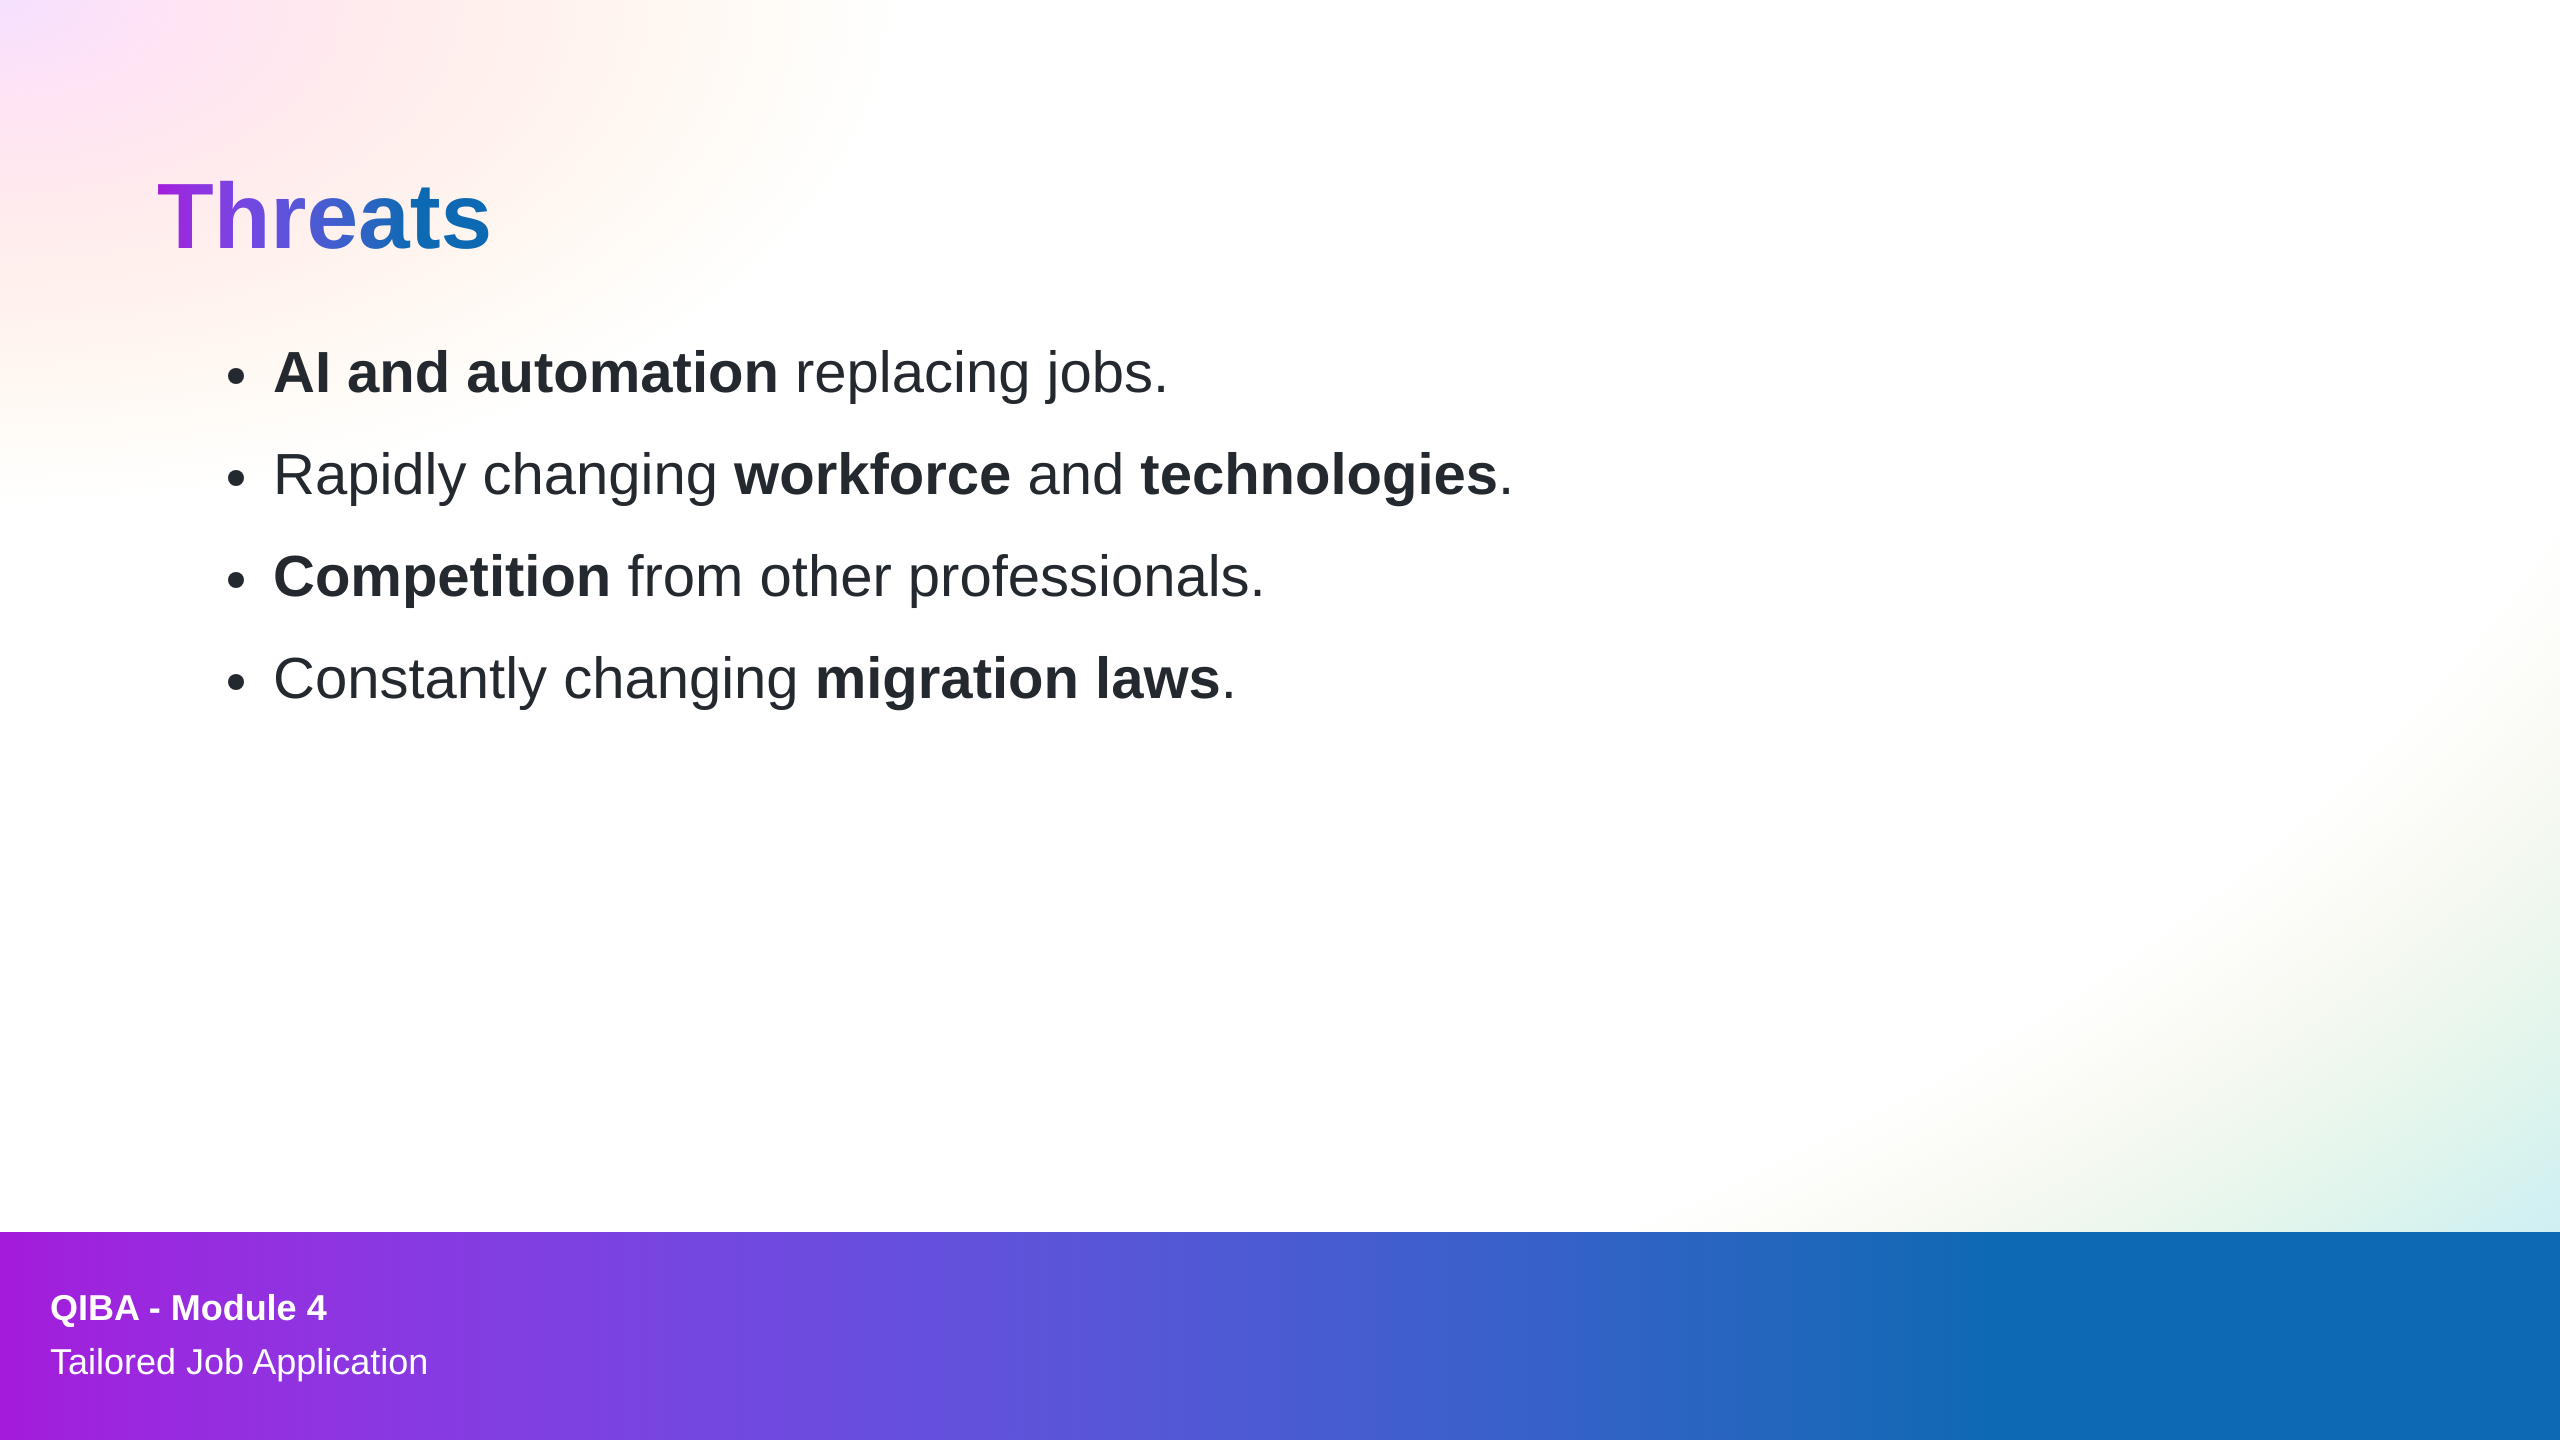 Threats
• AI and automation replacing jobs.
• Rapidly changing workforce and technologies.
• Competition from other professionals.
• Constantly changing migration laws.
QIBA - Module 4
Tailored Job Application